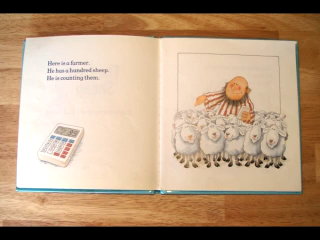 Here is a farmer.
He has a hundred sheep.
He is counting them.